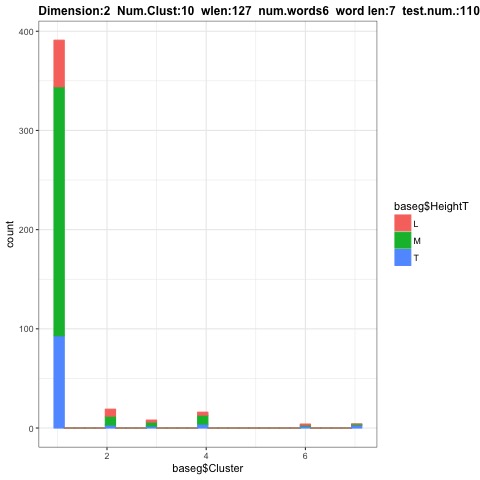 Dimension:2 Num.Clust:10 wlen:127 num.words6 word len:7 test.num.:110
400
300
200
100
0
count
2 4 6
baseg$Cluster
baseg$HeightT
L
M
T